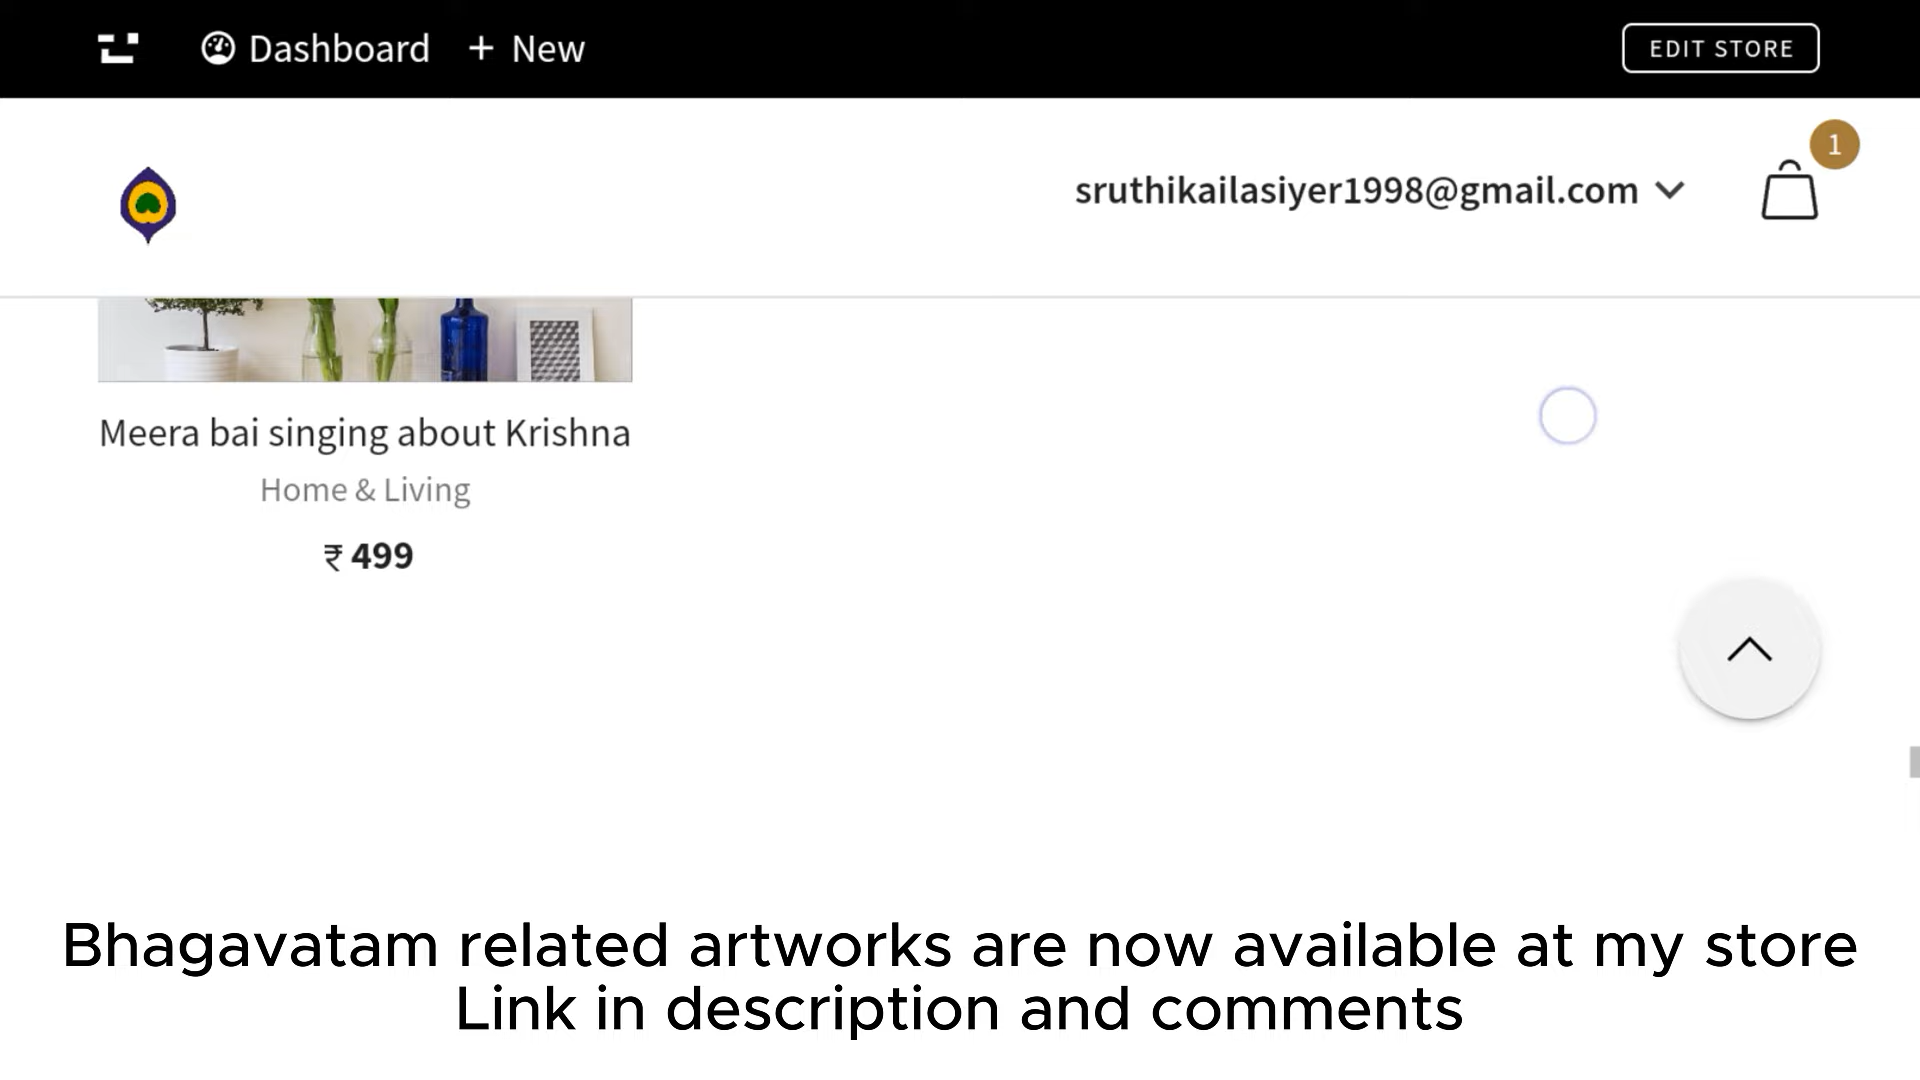 Dashboard + New
EDIT STORE
1
sruthikailasiyer1998@gmail.com
Meera bai singing about Krishna
Home & Living
₹ 499
Bhagavatam related artworks are now available at my store
Link in description and comments